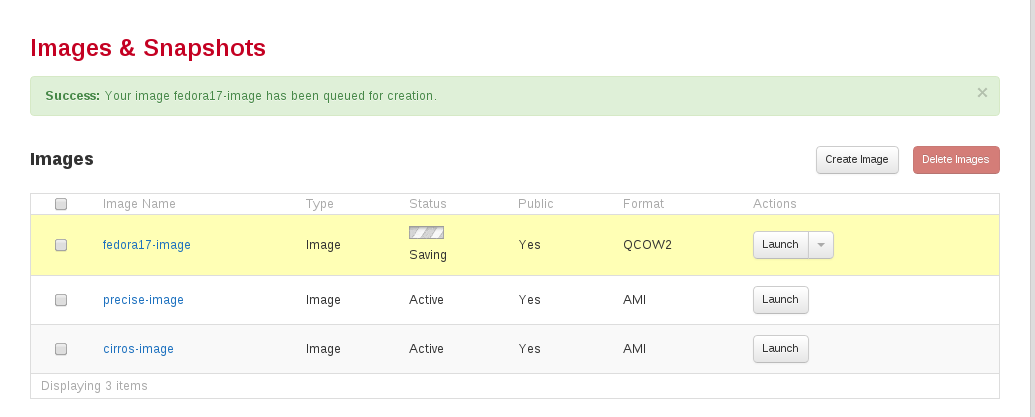 Images & Snapshots
Success: Your image fedora17-image has been queued for creation.
×
Images
Create Image
Delete Images
Image Name Type Status Public Format Actions
fedora17-image Image Saving Yes QCOW2 Launch
precise-image Image Active Yes AMI Launch
cirros-image Image Active Yes AMI Launch
Displaying 3 items